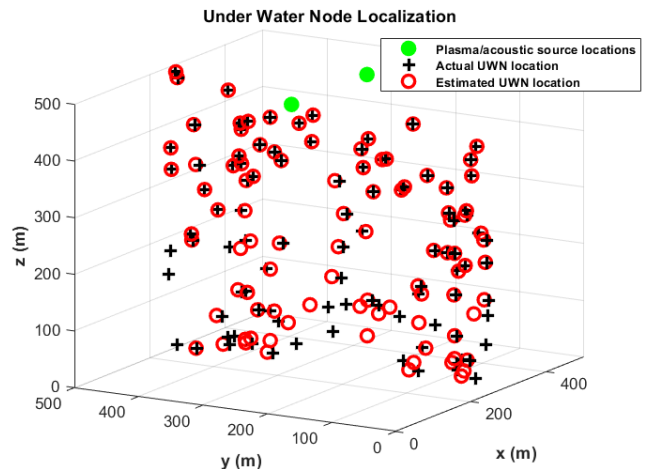 Under Water Node Localization
Plasma/acoustic source locations
Actual UWN location
Estimated UWN location
500
400
300
200
100
0
z (m)
500
400
300
200
100
0
y (m)
0
200
400
x (m)